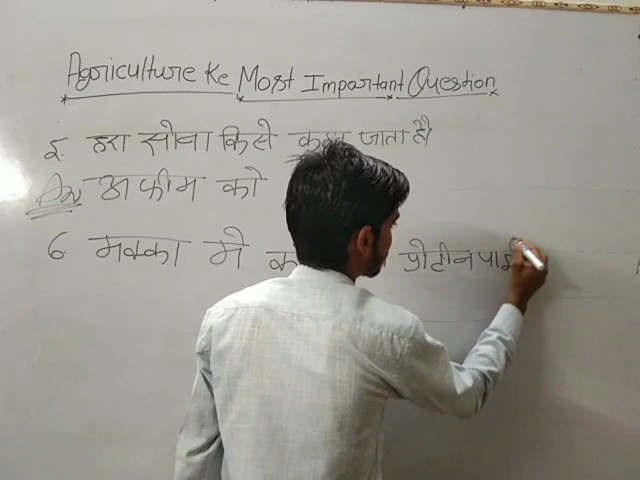 Agriculture Ke Most Important Question
5. हरा सोना किसे कहा जाता है
Ans अफीम को
6 मक्का मे प्रोटीन पाई